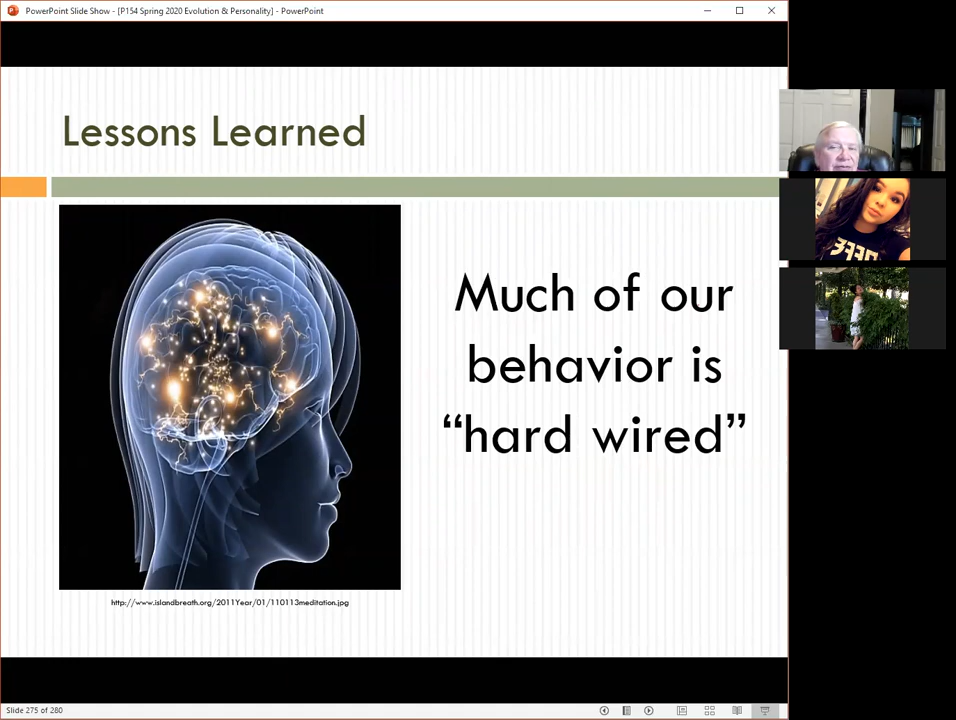 PowerPoint Slide Show - [P154 Spring 2020 Evolution & Personality] - PowerPoint
Lessons Learned
Much of our
behavior is
“hard wired”
http://www.islandbreath.org/2011Year/01/110113meditation.jpg
Slide 275 of 280